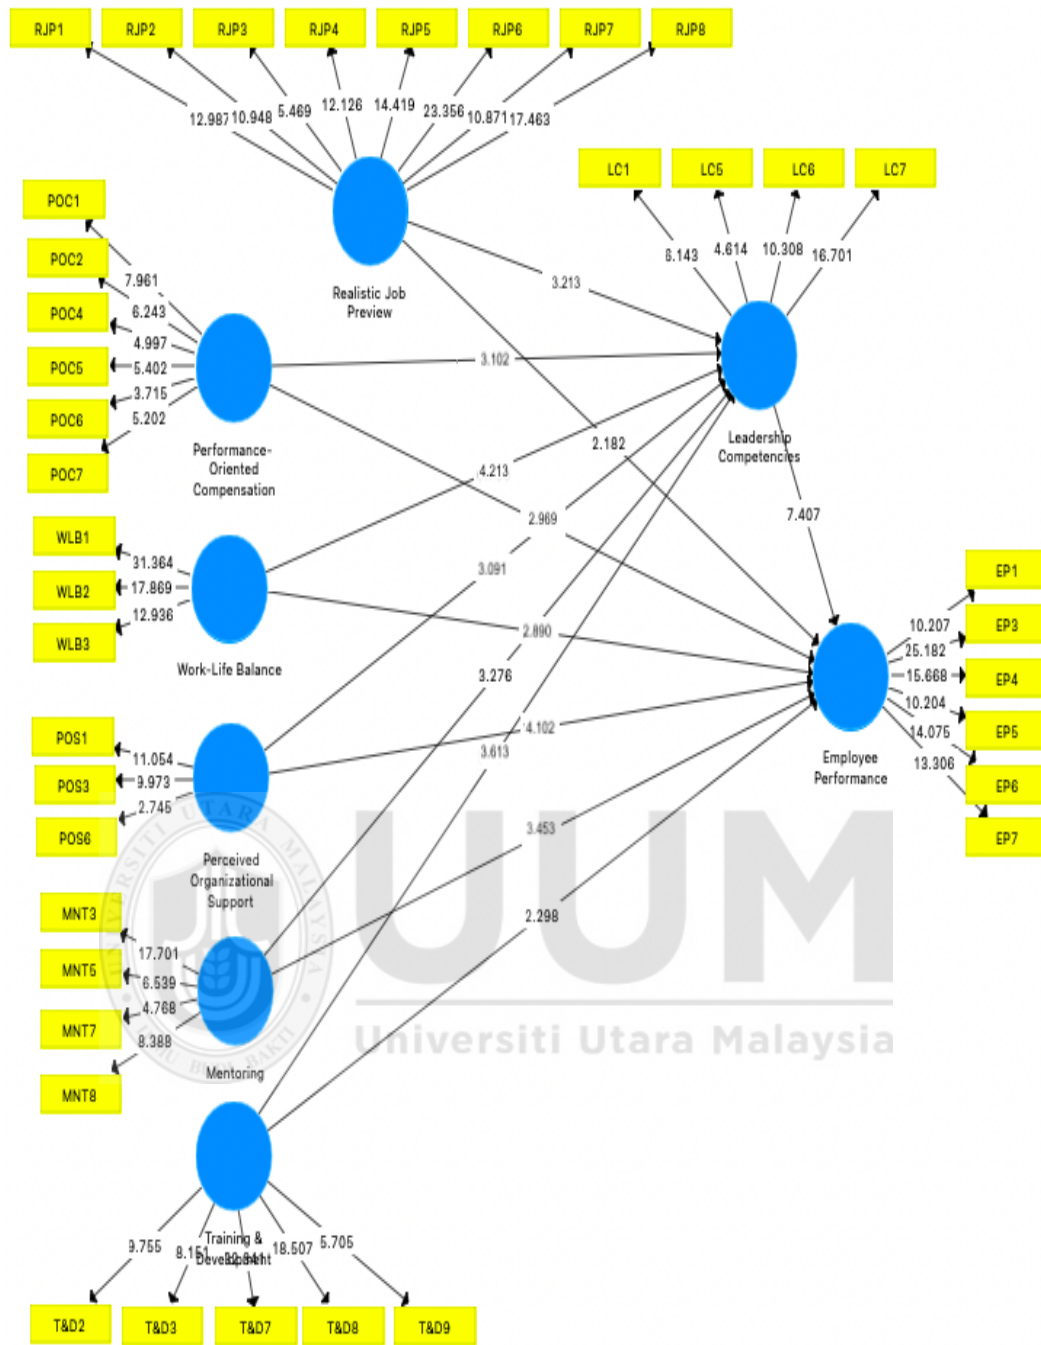 RJP1 RJP2 RJP3 RJP4 RJP5 RJP6 RJP7 RJP8
12.987 10.948 5.469 12.126 14.419 23.356 10.871 17.463
LC1 LC5 LC6 LC7
6.143 4.614 10.308 16.701
Realistic Job
Preview
3.213
POC1
POC2
POC4
POC5
POC6
POC7
7.961
6.243
4.997
5.402
3.715
5.202
Performance-
Oriented
Compensation
3.102
2.182
Leadership
Competencies
4.213
2.969
7.407
WLB1
WLB2
WLB3
31.364
17.869
12.936
Work-Life Balance
3.091
2.890
3.276
EP1
EP3
EP4
EP5
EP6
EP7
10.207
25.182
15.668
10.204
14.075
13.306
Employee
Performance
POS1
POS3
POS6
11.054
9.973
2.745
Perceived
Organizational
Support
4.102
3.613
3.453
2.298
MNT3
MNT5
MNT7
MNT8
17.701
6.539
4.768
8.388
Mentoring
UUM
Universiti Utara Malaysia
UNIVERSITI UTARA MALAYSIA
Training &
Development
9.755 8.151 18.507 5.705
T&D2 T&D3 T&D7 T&D8 T&D9